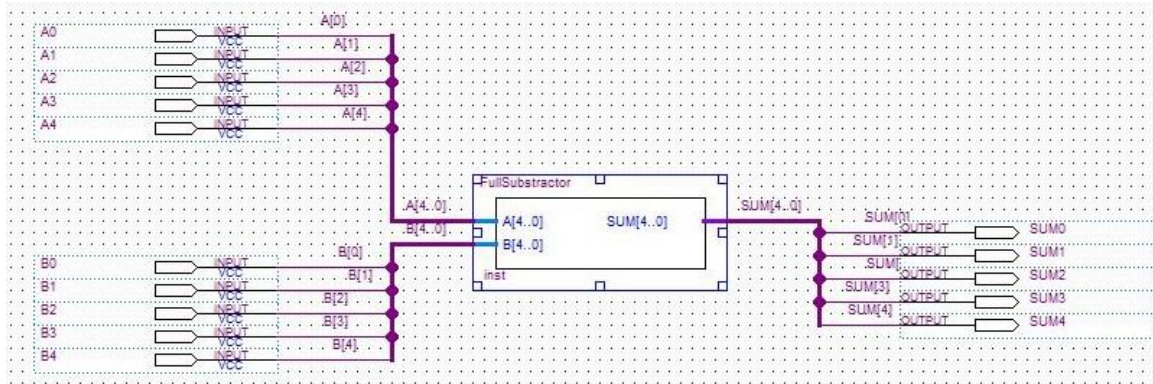 A0 INPUT VCC A[0]
A1 INPUT VCC A[1]
A2 INPUT VCC A[2]
A3 INPUT VCC A[3]
A4 INPUT VCC A[4]
FullSubstractor
A[4..0] A[4..0] SUM[4..0] SUM[4..0]
B[4..0] B[4..0]
inst
B0 INPUT VCC B[0]
B1 INPUT VCC B[1]
B2 INPUT VCC B[2]
B3 INPUT VCC B[3]
B4 INPUT VCC B[4]
OUTPUT SUM0
SUM[1] OUTPUT SUM1
SUM[ OUTPUT SUM2
SUM[3] OUTPUT SUM3
SUM[4] OUTPUT SUM4